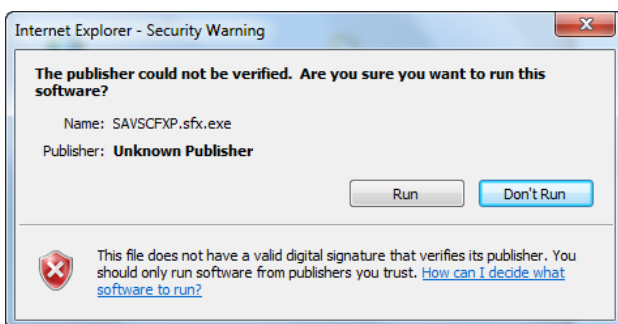 Internet Explorer - Security Warning
The publisher could not be verified. Are you sure you want to run this
software?
Name: SAVSCFXP.sfx.exe
Publisher: Unknown Publisher
Run Don't Run
This file does not have a valid digital signature that verifies its publisher. You
should only run software from publishers you trust. How can I decide what
software to run?